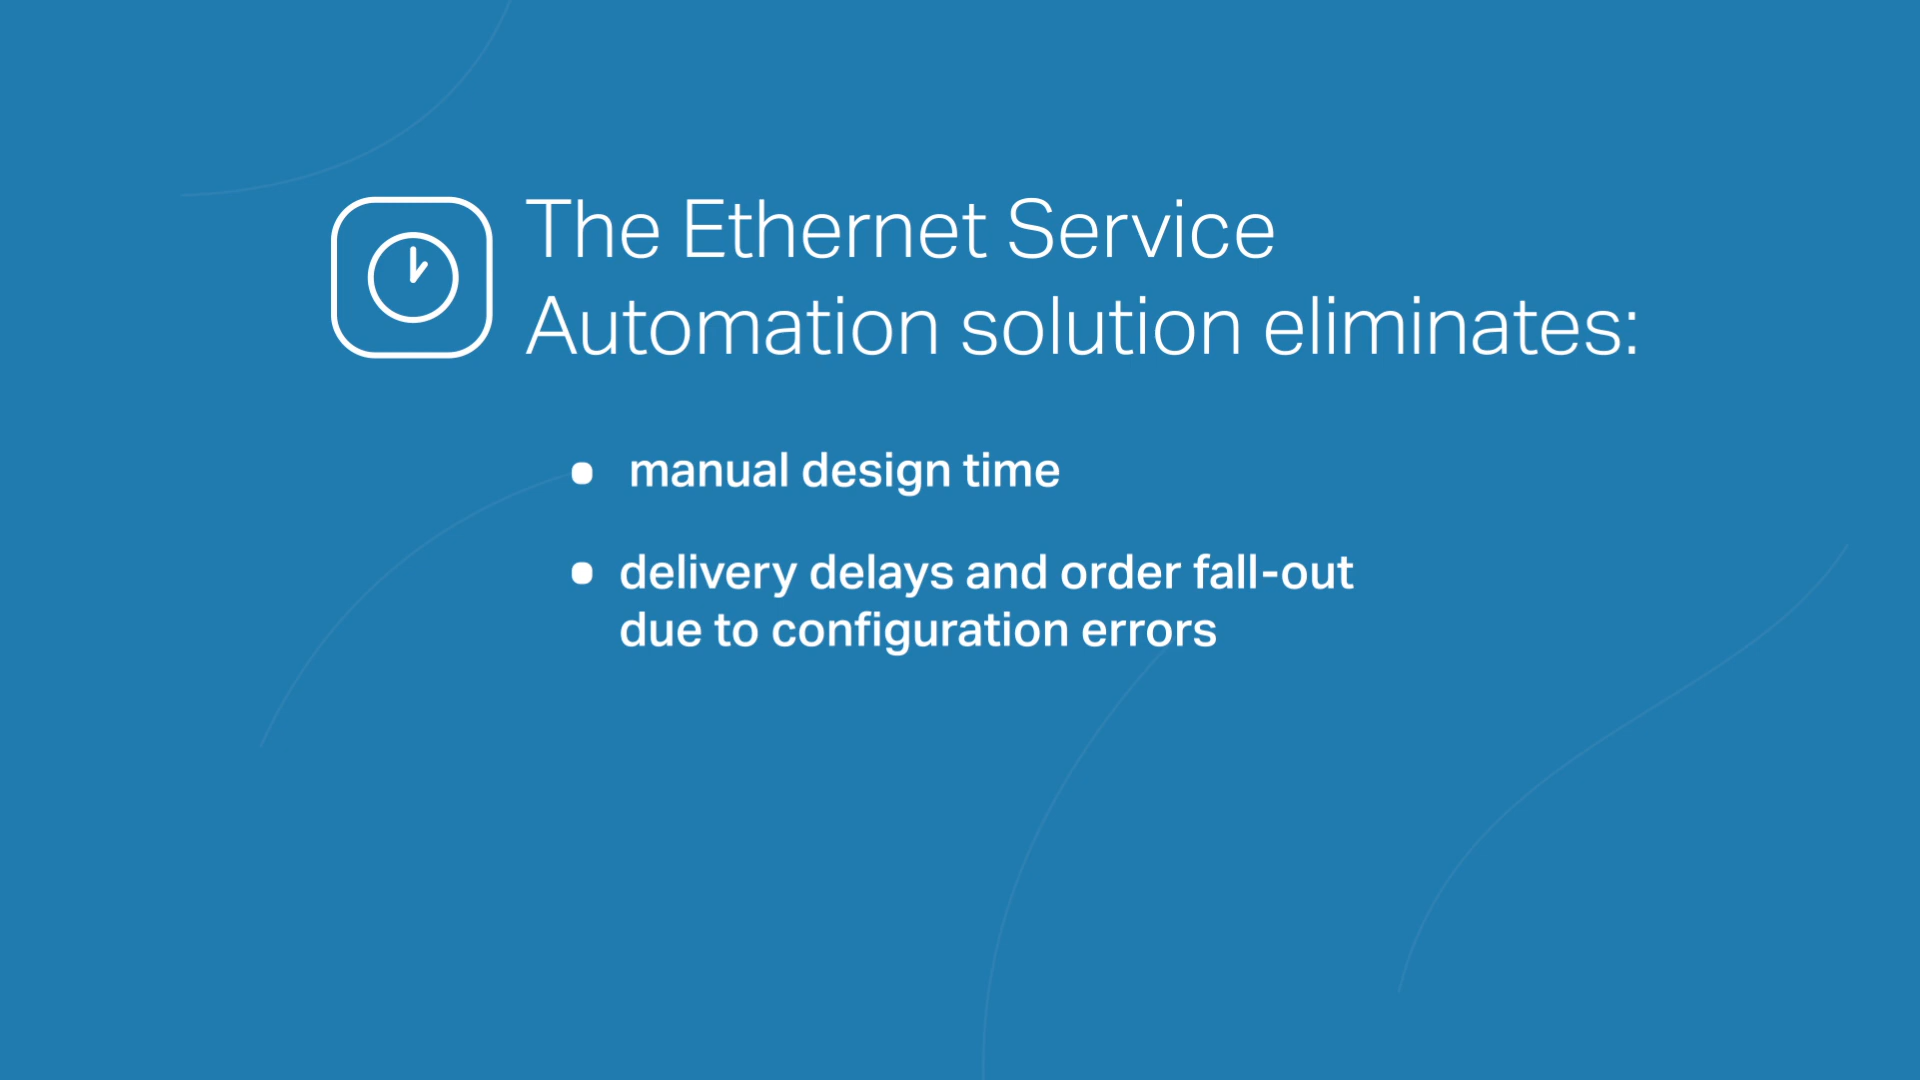 The Ethernet Service
Automation solution eliminates:
• manual design time
• delivery delays and order fall-out
due to configuration errors